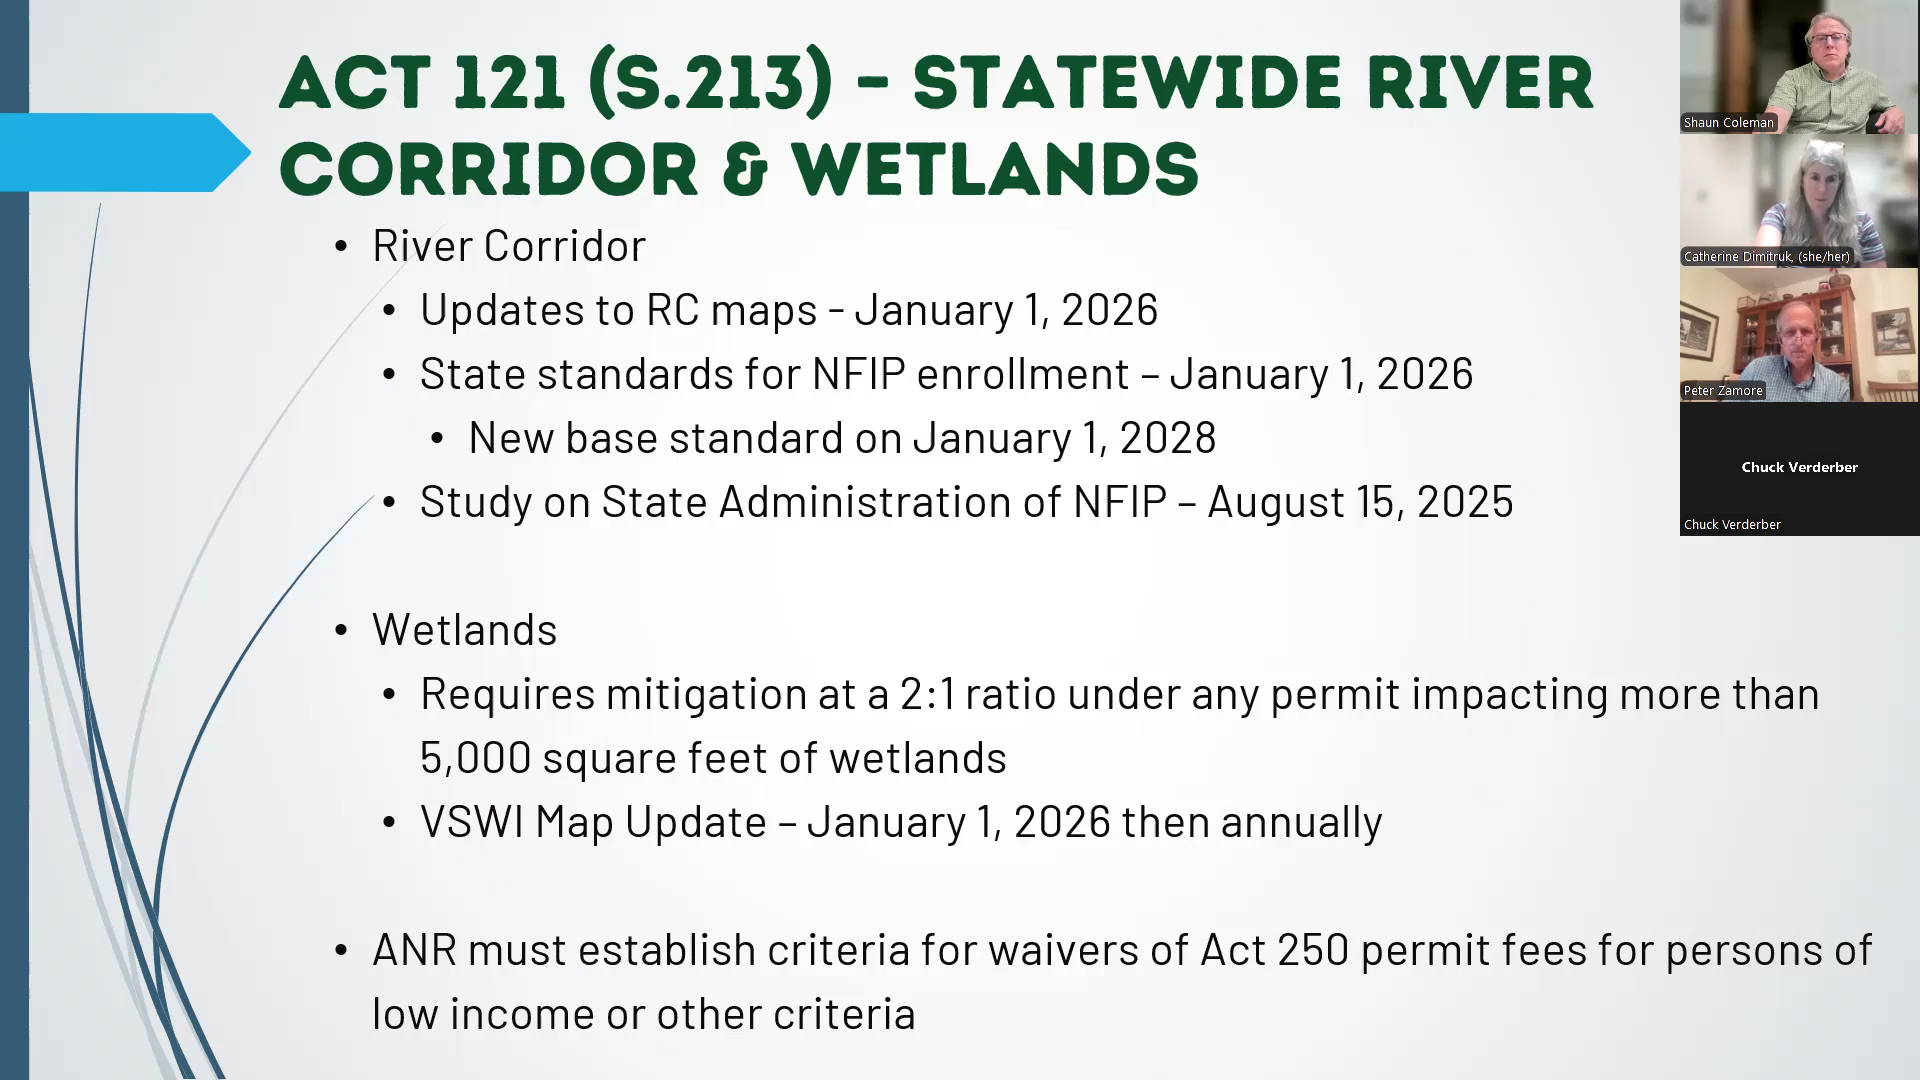 ACT 121 (S.213) – STATEWIDE RIVER
CORRIDOR & WETLANDS
• River Corridor
• Updates to RC maps - January 1, 2026
• State standards for NFIP enrollment – January 1, 2026
• New base standard on January 1, 2028
• Study on State Administration of NFIP – August 15, 2025
• Wetlands
• Requires mitigation at a 2:1 ratio under any permit impacting more than
5,000 square feet of wetlands
• VSWI Map Update – January 1, 2026 then annually
• ANR must establish criteria for waivers of Act 250 permit fees for persons of
low income or other criteria
Shaun Coleman
Catherine Dimitruk, (she/her)
Peter Zamore
Chuck Verderber
Chuck Verderber